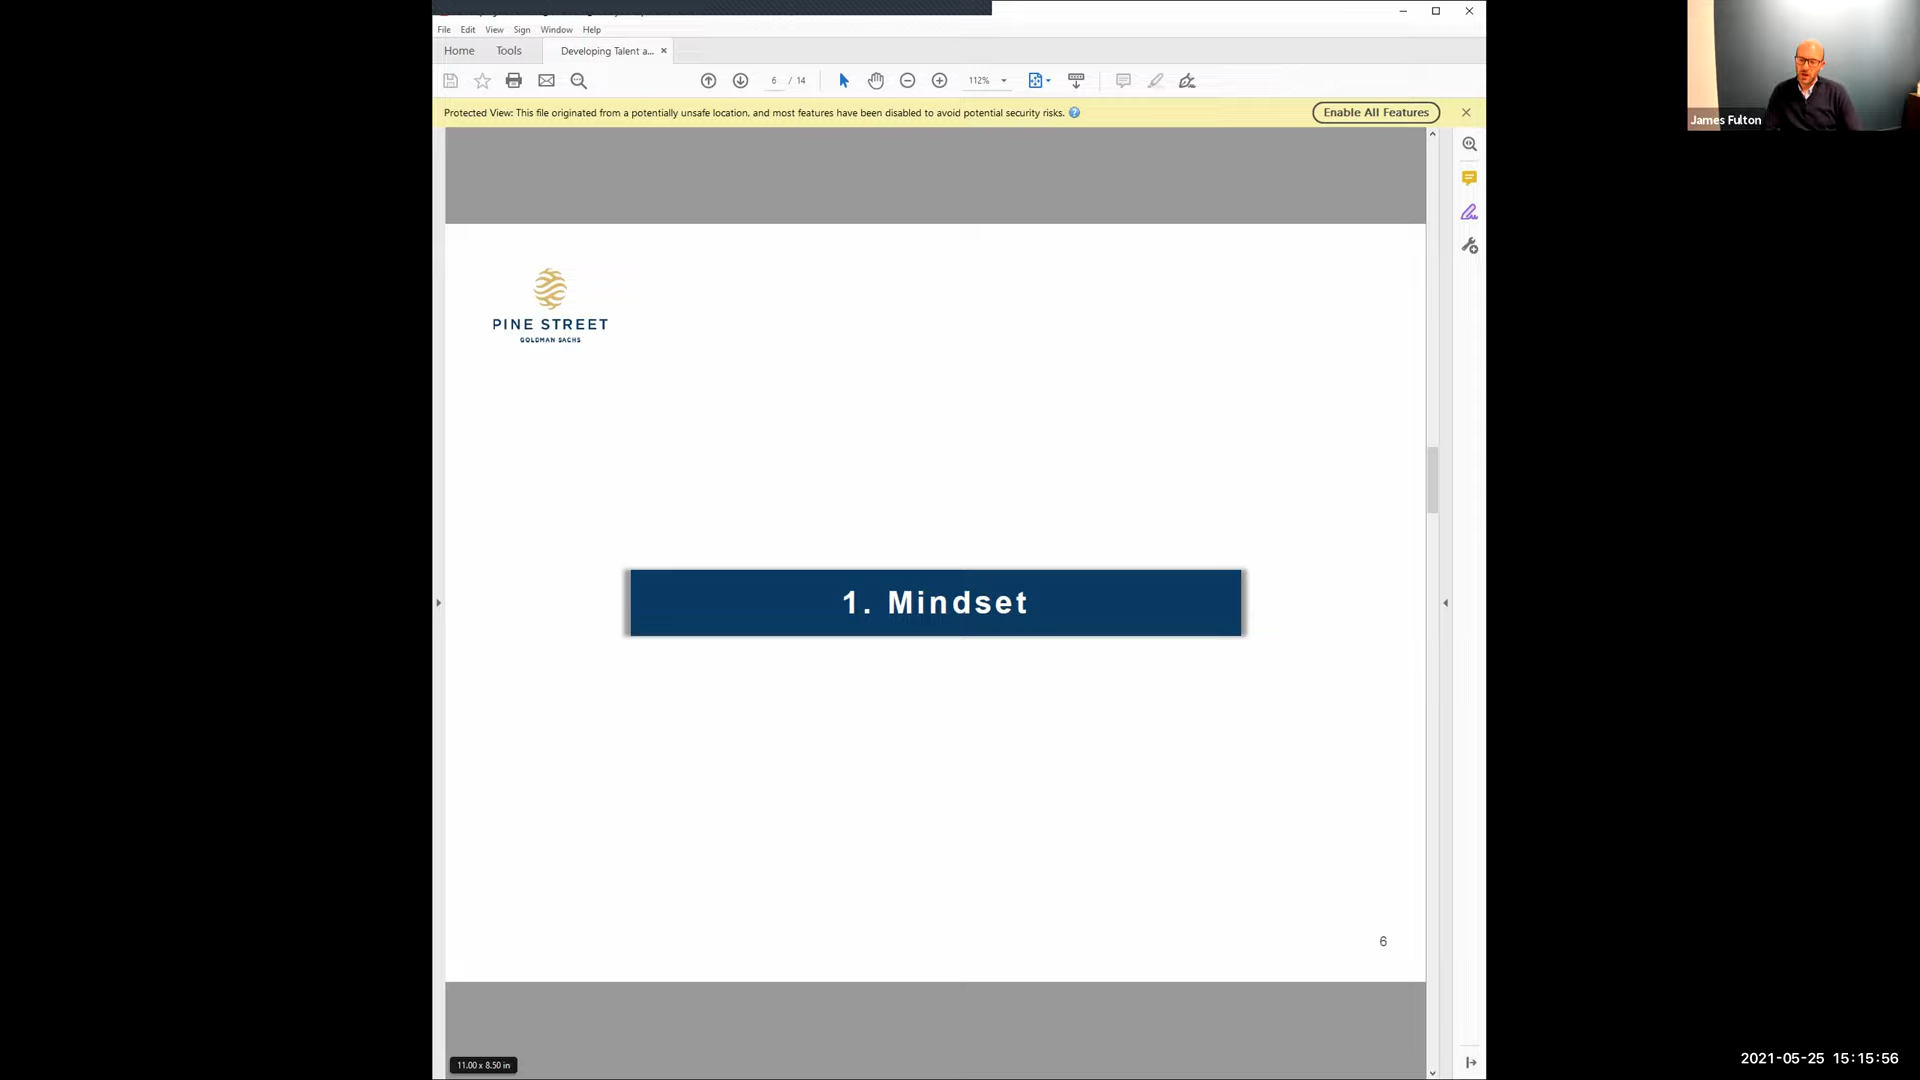 File Edit View Sign Window Help
Home Tools Developing Talent a...
6 / 14 112%
Protected View: This file originated from a potentially unsafe location, and most features have been disabled to avoid potential security risks. Enable All Features
James Fulton
PINE STREET
GOLDMAN SACHS
1. Mindset
6
11.00 x 8.50 in
2021-05-25 15:15:56